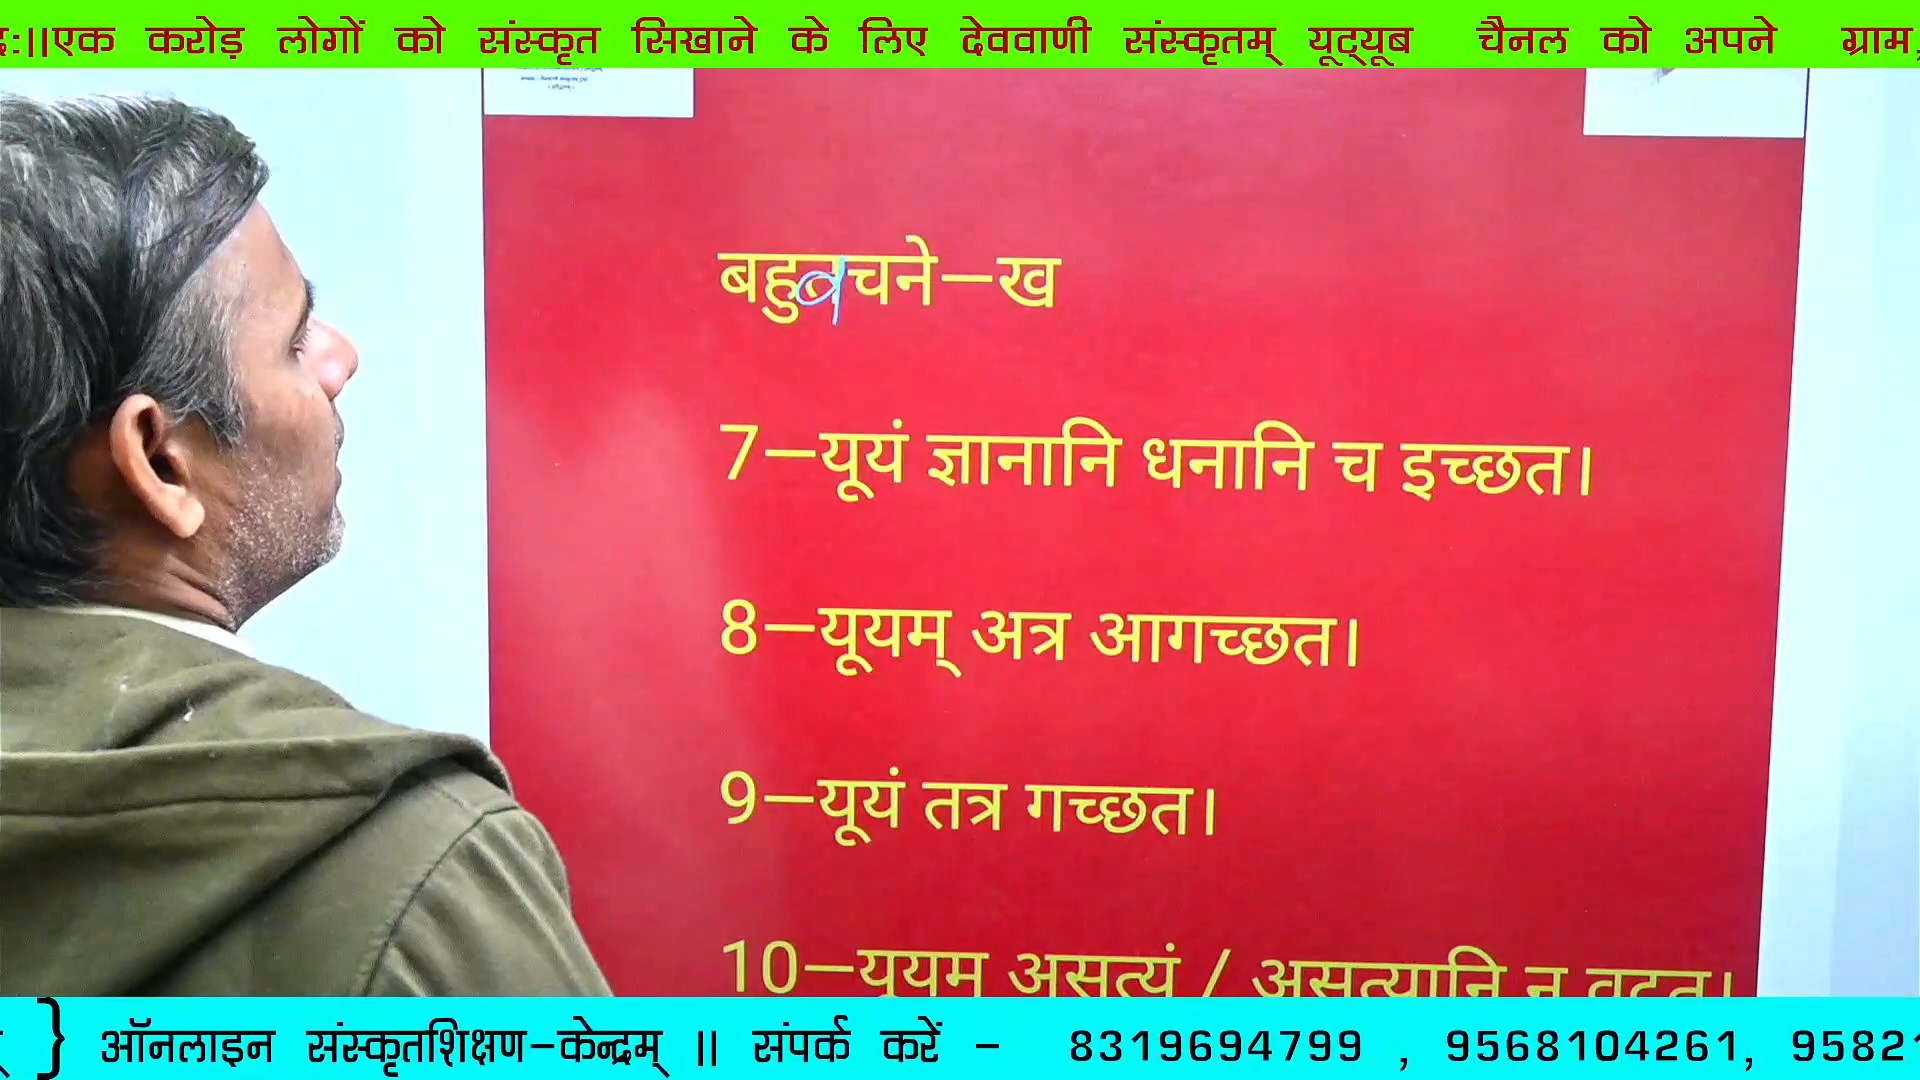 एक करोड़ लोगों को संस्कृत सिखाने के लिए देववाणी संस्कृतम् यूट्यूब चैनल को अपने ग्राम
बहुवचने–ख
7–यूयं ज्ञानानि धनानि च इच्छत।
8–यूयम् अत्र आगच्छत।
9–यूयं तत्र गच्छत।
10–यूयम् असत्यं / असत्यानि न वदत।
} ऑनलाइन संस्कृतशिक्षण-केन्द्रम् || संपर्क करें - 8319694799 , 9568104261, 9582